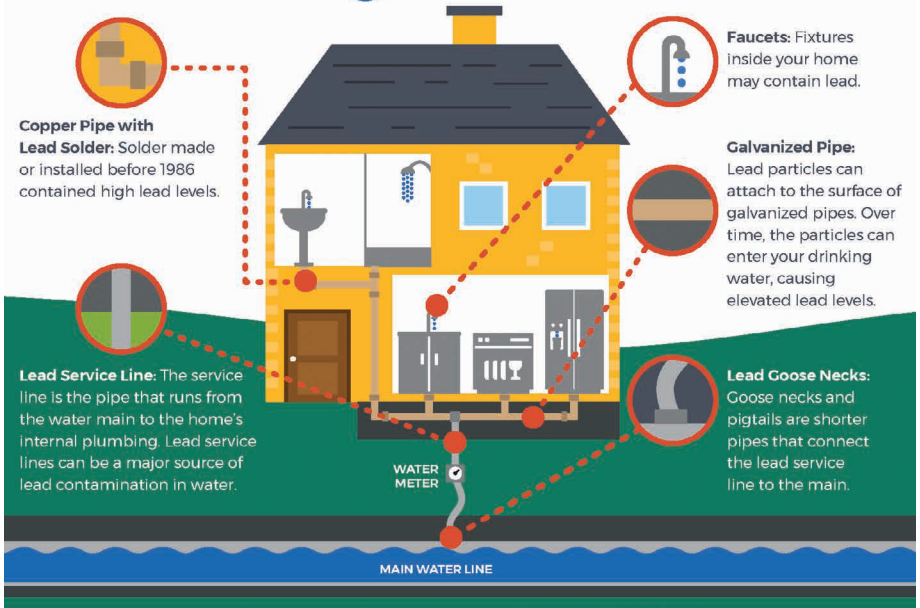 Copper Pipe with
Lead Solder: Solder made
or installed before 1986
contained high lead levels.
Faucets: Fixtures
inside your home
may contain lead.
Galvanized Pipe:
Lead particles can
attach to the surface of
galvanized pipes. Over
time, the particles can
enter your drinking
water, causing
elevated lead levels.
Lead Service Line: The service
line is the pipe that runs from
the water main to the home's
internal plumbing. Lead service
lines can be a major source of
lead contamination in water.
Lead Goose Necks:
Goose necks and
pigtails are shorter
pipes that connect
the lead service
line to the main.
WATER
METER
MAIN WATER LINE